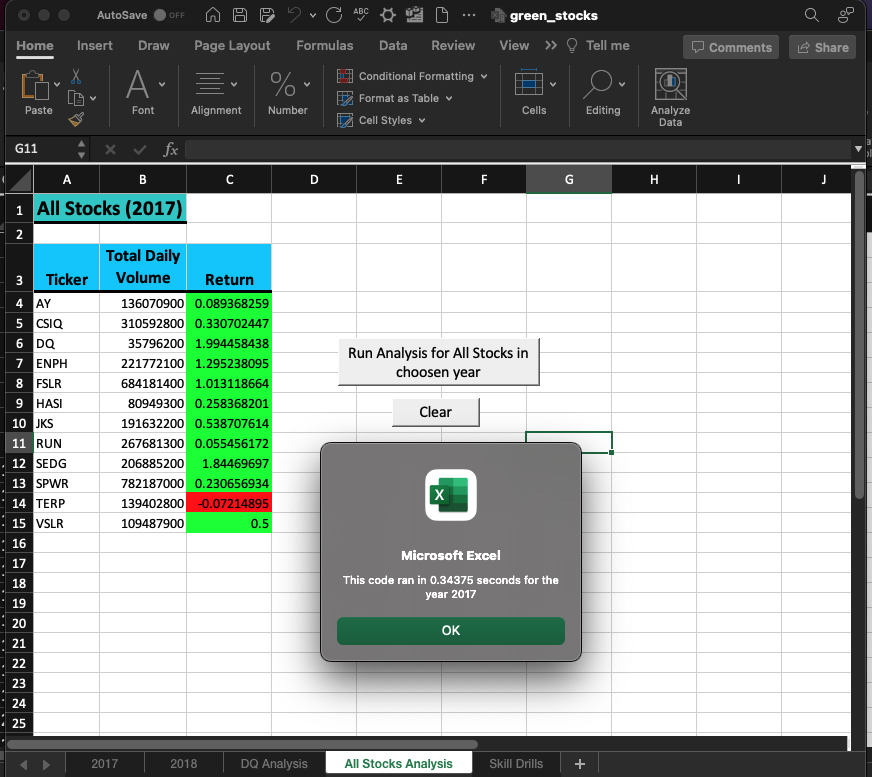 AutoSave OFF ABC green_stocks
Home Insert Draw Page Layout Formulas Data Review View Tell me Comments Share
Paste Font Alignment Number Conditional Formatting Format as Table Cell Styles Cells Editing Analyze Data
G11 fx
A B C D E F G H I J
1 All Stocks (2017)
2
3 Ticker Total Daily Volume Return
4 AY 136070900 0.089368259
5 CSIQ 310592800 0.330702447
6 DQ 35796200 1.994458438
7 ENPH 221772100 1.295238095
8 FSLR 684181400 1.013118664
9 HASI 80949300 0.258368201
10 JKS 191632200 0.538707614
11 RUN 267681300 0.055456172
12 SEDG 206885200 1.84469697
13 SPWR 782187000 0.230656934
14 TERP 139402800 -0.07214895
15 VSLR 109487900 0.5
16
17
18
19
20
21
22
23
24
25
Run Analysis for All Stocks in
choosen year
Clear
X
Microsoft Excel
This code ran in 0.34375 seconds for the
year 2017
OK
2017 2018 DQ Analysis All Stocks Analysis Skill Drills +